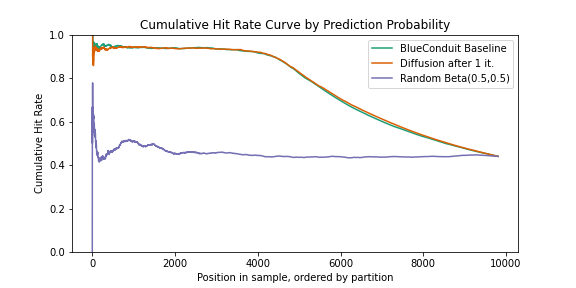 Cumulative Hit Rate Curve by Prediction Probability
1.0
0.8
0.6
0.4
0.2
0.0
Cumulative Hit Rate
BlueConduit Baseline
Diffusion after 1 it.
Random Beta(0.5,0.5)
0 2000 4000 6000 8000 10000
Position in sample, ordered by partition